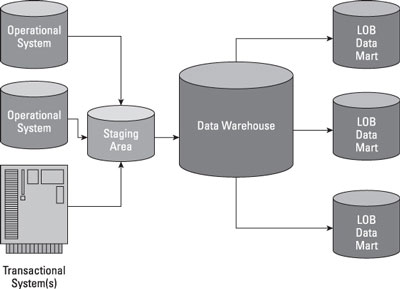 Operational
System
Operational
System
Transactional
System(s)
Staging
Area
Data Warehouse
LOB
Data
Mart
LOB
Data
Mart
LOB
Data
Mart